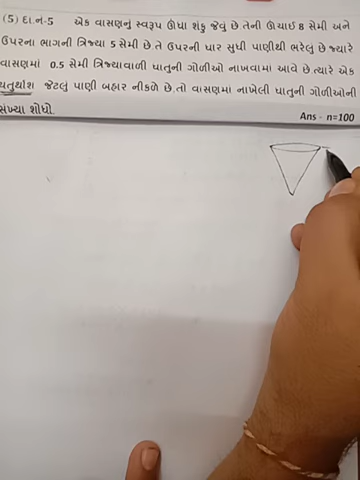 (5) દા.નં-5 એક વાસણનું સ્વરૂપ ઊંધા શંકુ જેવું છે તેની ઊંચાઈ 8 સેમી અને
ઉપરના ભાગની ત્રિજ્યા 5 સેમી છે તે ઉપરની ધાર સુધી પાણીથી ભરેલું છે જ્યારે
વાસણમાં 0.5 સેમી ત્રિજ્યાવાળી ધાતુની ગોળીઓ નાખવામાં આવે છે ત્યારે એક
ચતુર્થાંશ જેટલું પાણી બહાર નીકળે છે તો વાસણમાં નાખેલી ધાતુની ગોળીઓની
સંખ્યા શોધો.
Ans - n=100